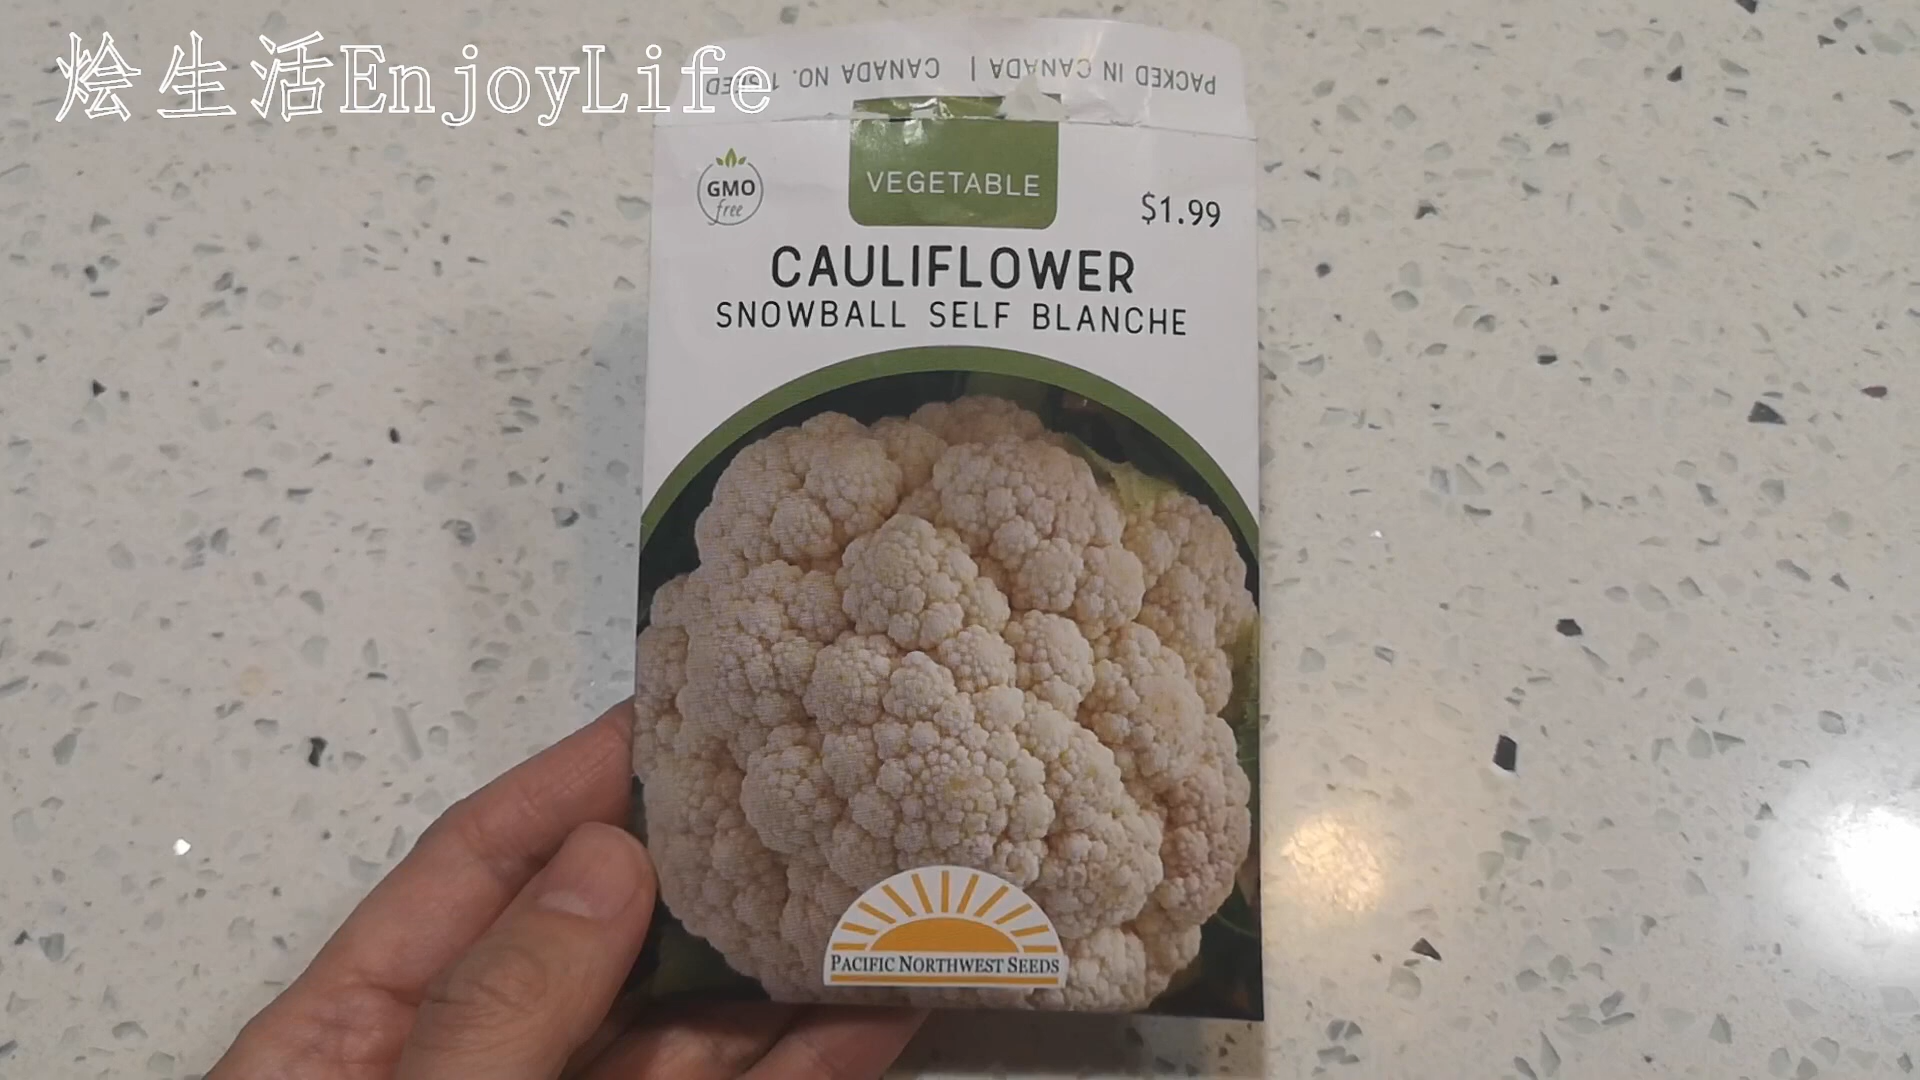 烩生活EnjoyLife
PACKED IN CANADA | CANADA NO. 1 SEED
GMO
free
VEGETABLE
$1.99
CAULIFLOWER
SNOWBALL SELF BLANCHE
PACIFIC NORTHWEST SEEDS